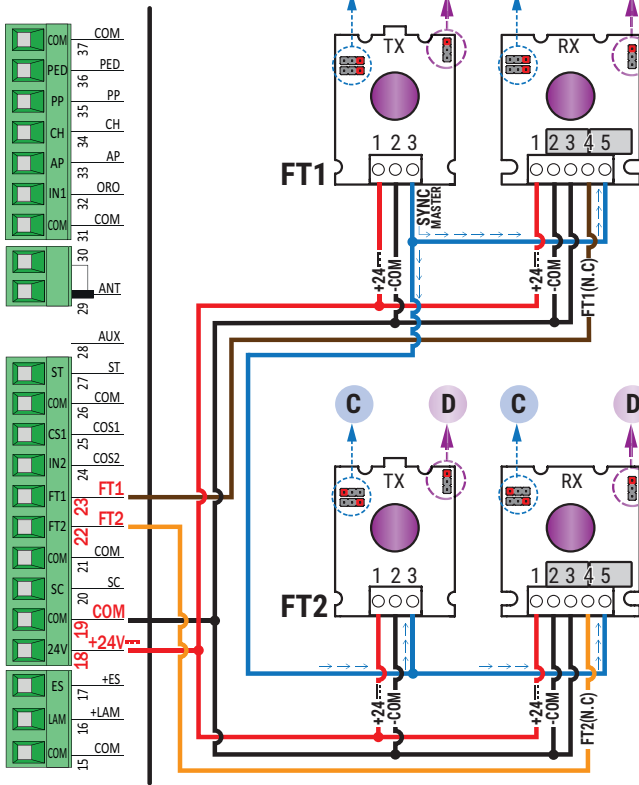 COM 37 COM
PED 36 PED
PP 35 PP
CH 34 CH
AP 33 AP
IN1 32 ORO
COM 31 COM
30
29 ANT
28 AUX
ST 27 ST
COM 26 COM
CS1 25 COS1
IN2 24 COS2
FT1 23 FT1
FT2 22 FT2
COM 21 COM
SC 20 SC
COM 19 COM
24V 18 +24V
ES 17 +ES
LAM 16 +LAM
COM 15 COM
TX
1 2 3
FT1
SYNC
MASTER
+24
-COM
RX
1 2 3 4 5
+24
-COM
FT1(N.C)
C
D
C
D
TX
1 2 3
FT2
+24
-COM
RX
1 2 3 4 5
+24
-COM
FT2(N.C)